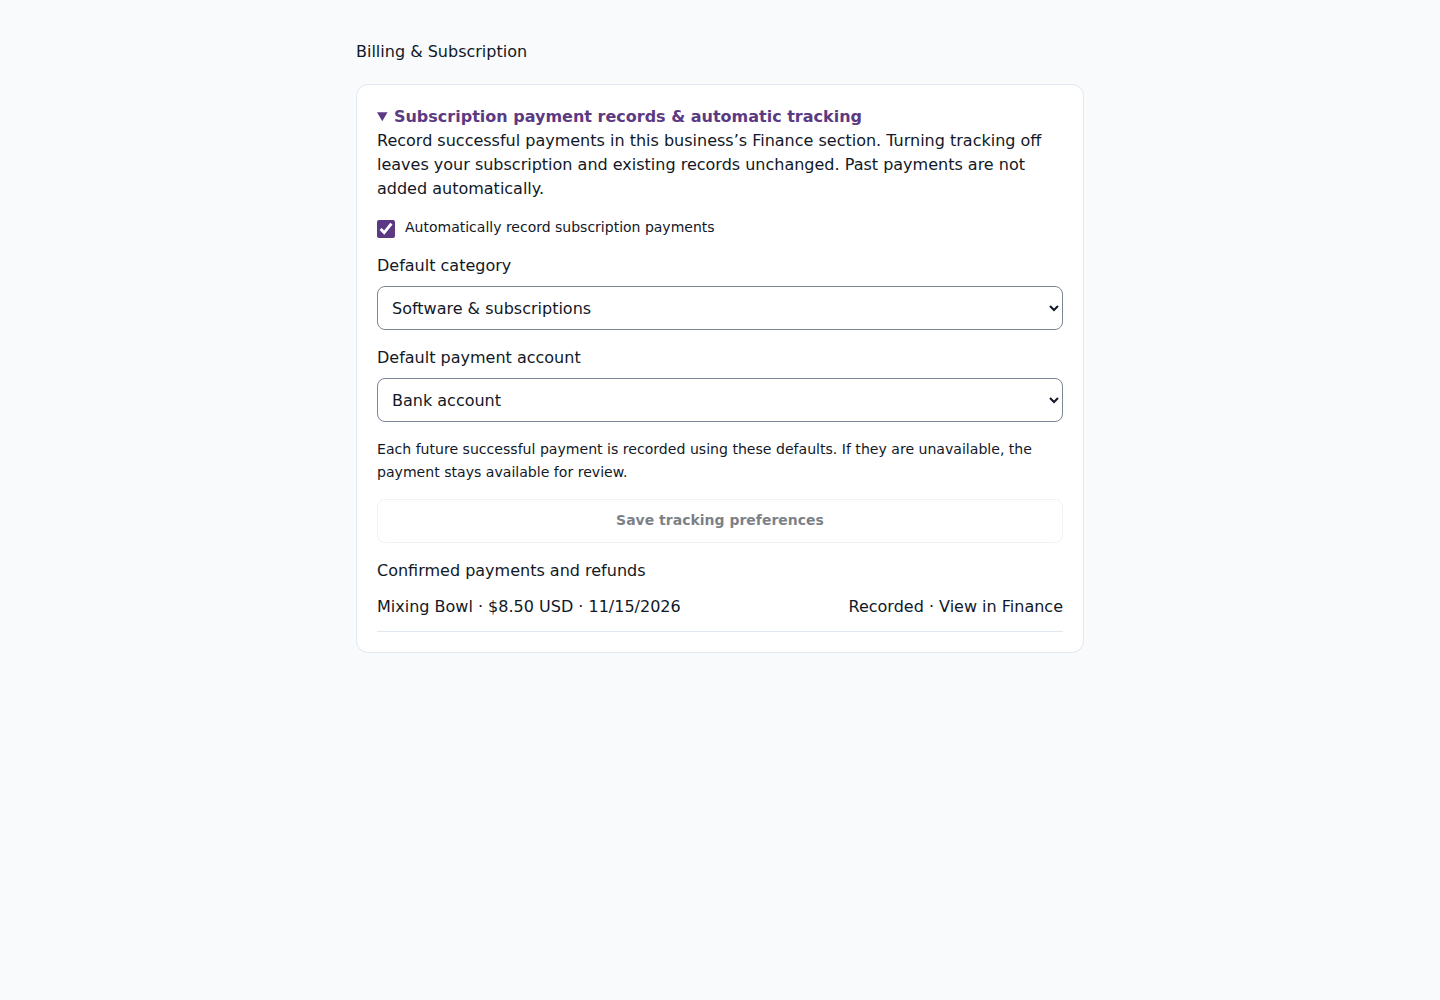 Billing & Subscription
Subscription payment records & automatic tracking
Record successful payments in this business’s Finance section. Turning tracking off
leaves your subscription and existing records unchanged. Past payments are not
added automatically.
Automatically record subscription payments
Default category
Software & subscriptions
Default payment account
Bank account
Each future successful payment is recorded using these defaults. If they are unavailable, the
payment stays available for review.
Save tracking preferences
Confirmed payments and refunds
Mixing Bowl · $8.50 USD · 11/15/2026 Recorded · View in Finance